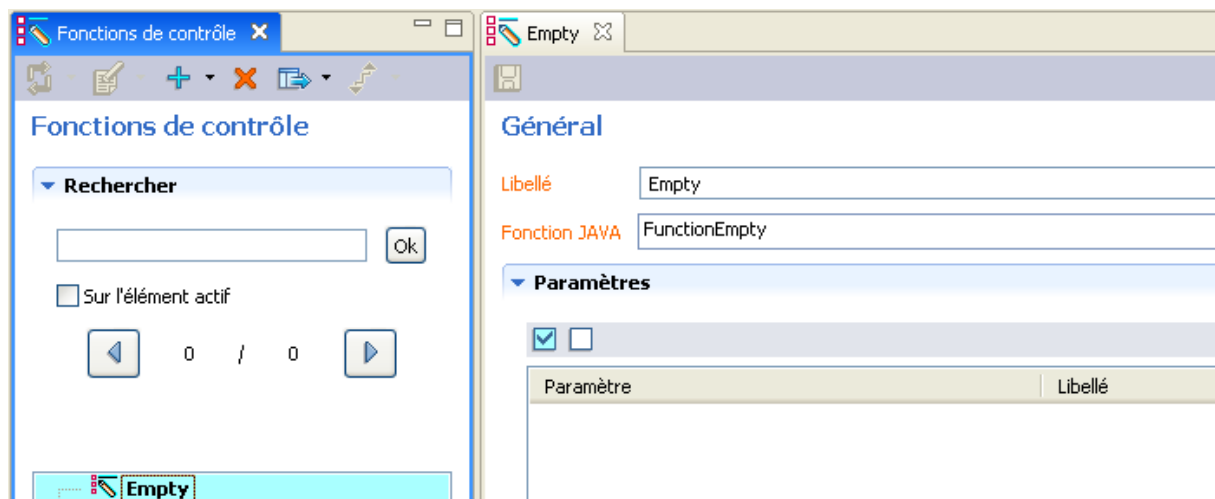 Fonctions de contrôle
Fonctions de contrôle
Rechercher
Ok
Sur l'élément actif
0 / 0
Empty
Empty
Général
Libellé Empty
Fonction JAVA FunctionEmpty
Paramètres
Paramètre Libellé